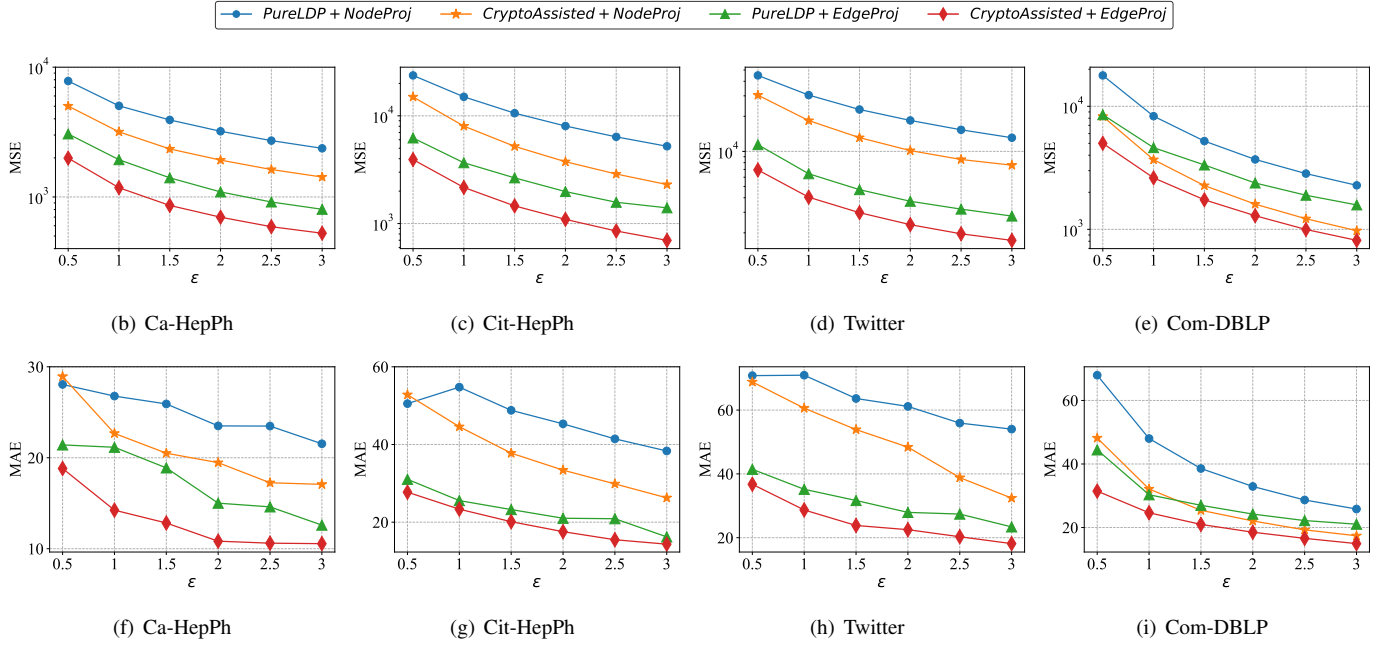 PureLDP + NodeProj CryptoAssisted + NodeProj PureLDP + EdgeProj CryptoAssisted + EdgeProj
10^4
10^3
MSE
0.5 1 1.5 2 2.5 3
ε
(b) Ca-HepPh
10^4
10^3
MSE
0.5 1 1.5 2 2.5 3
ε
(c) Cit-HepPh
10^4
MSE
0.5 1 1.5 2 2.5 3
ε
(d) Twitter
10^4
10^3
MSE
0.5 1 1.5 2 2.5 3
ε
(e) Com-DBLP
30
20
10
MAE
0.5 1 1.5 2 2.5 3
ε
(f) Ca-HepPh
60
40
20
MAE
0.5 1 1.5 2 2.5 3
ε
(g) Cit-HepPh
60
40
20
MAE
0.5 1 1.5 2 2.5 3
ε
(h) Twitter
60
40
20
MAE
0.5 1 1.5 2 2.5 3
ε
(i) Com-DBLP